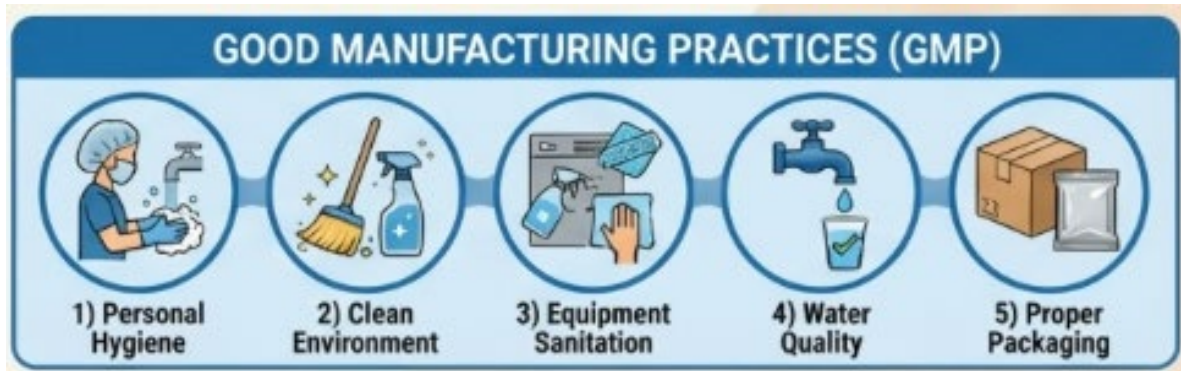 GOOD MANUFACTURING PRACTICES (GMP)
1) Personal
Hygiene
2) Clean
Environment
3) Equipment
Sanitation
4) Water
Quality
5) Proper
Packaging